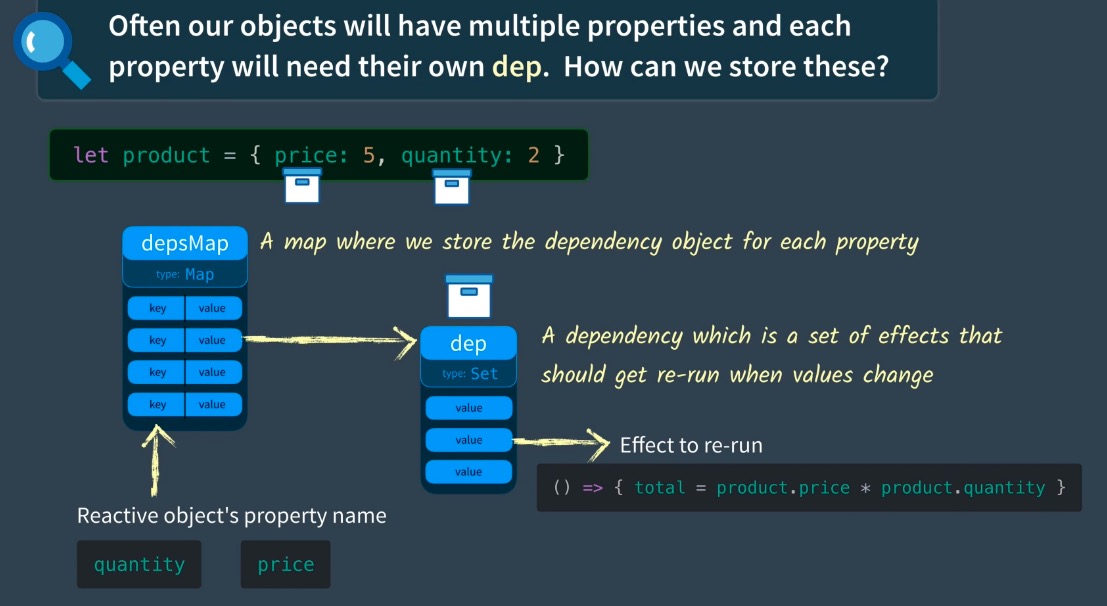 Often our objects will have multiple properties and each
property will need their own dep. How can we store these?
let product = { price: 5, quantity: 2 }
depsMap
type: Map
A map where we store the dependency object for each property
key value
key value
key value
key value
dep
type: Set
A dependency which is a set of effects that
should get re-run when values change
value
value
value
Effect to re-run
() => { total = product.price * product.quantity }
Reactive object's property name
quantity price